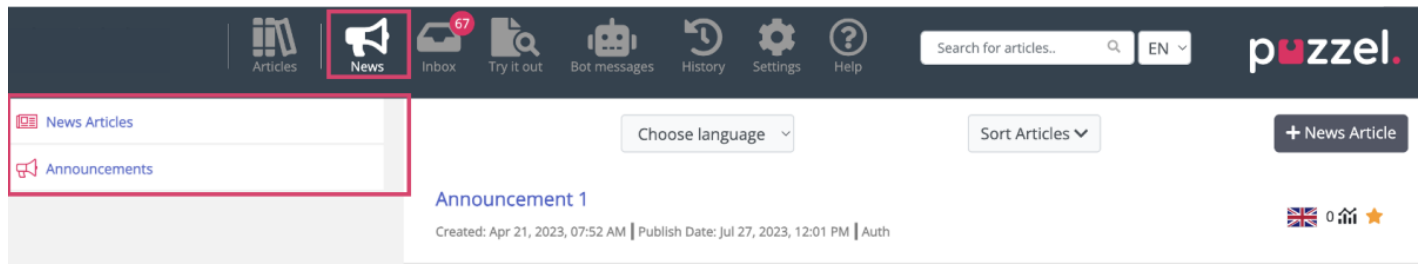 67
Articles
News
Inbox
Try it out
Bot messages
History
Settings
Help
Search for articles..
EN
puzzel.
News Articles
Announcements
Choose language
Sort Articles
+ News Article
Announcement 1
Created: Apr 21, 2023, 07:52 AM | Publish Date: Jul 27, 2023, 12:01 PM | Auth
0